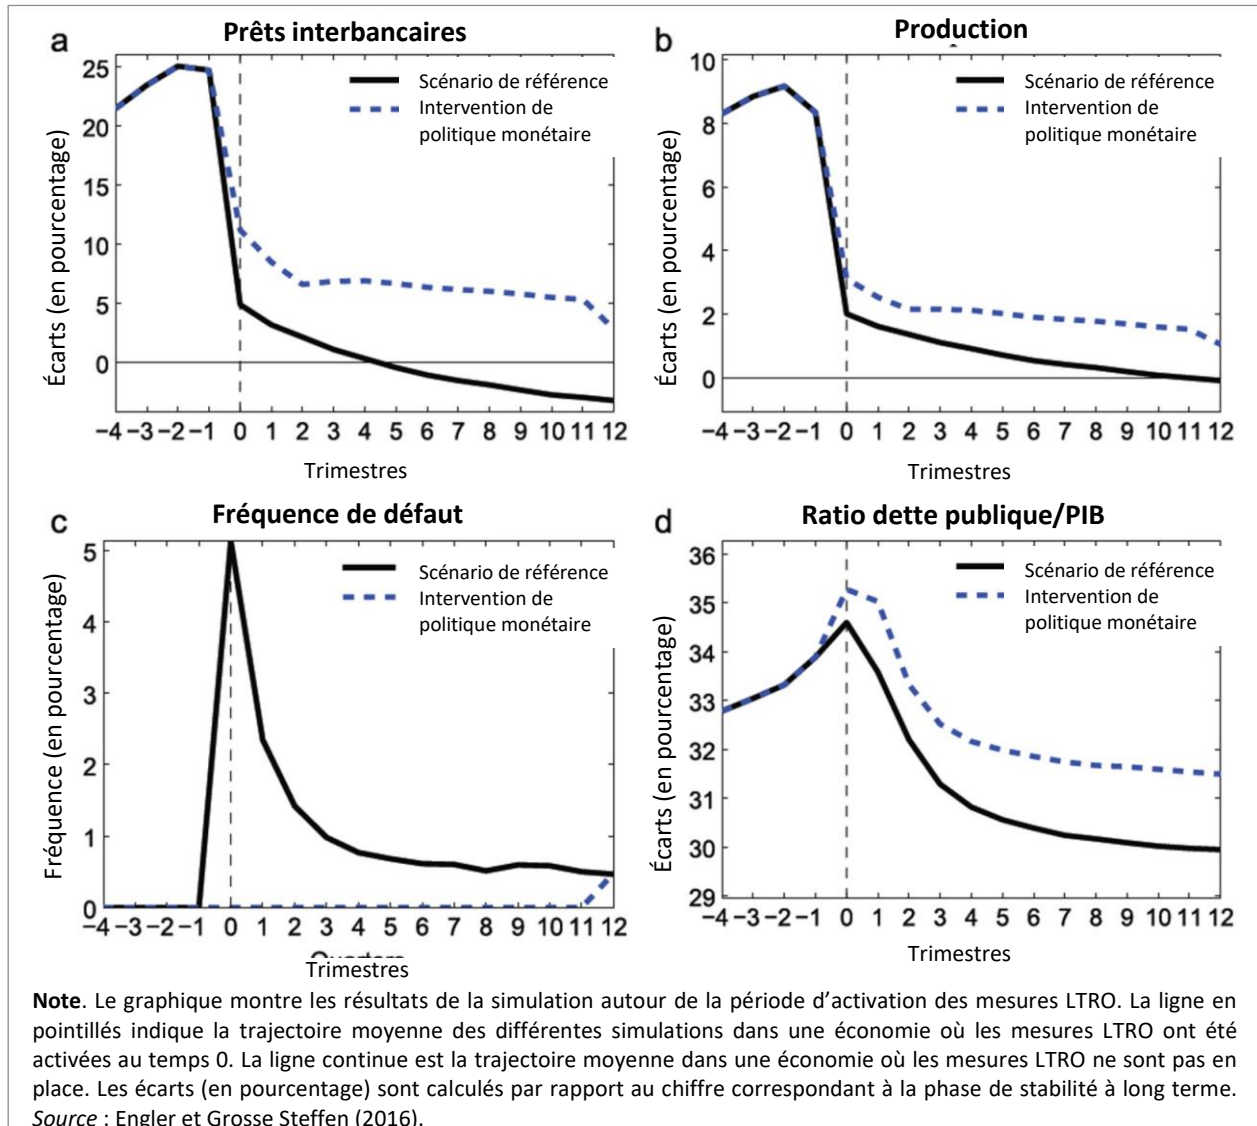 a
Prêts interbancaires
25
20
15
10
5
0
Écarts (en pourcentage)
Scénario de référence
Intervention de
politique monétaire
−4 −3 −2 −1 0 1 2 3 4 5 6 7 8 9 10 11 12
Trimestres
b
Production
10
8
6
4
2
0
Écarts (en pourcentage)
Scénario de référence
Intervention de
politique monétaire
−4 −3 −2 −1 0 1 2 3 4 5 6 7 8 9 10 11 12
Trimestres
c
Fréquence de défaut
5
4
3
2
1
0
Fréquence (en pourcentage)
Scénario de référence
Intervention de
politique monétaire
−4 −3 −2 −1 0 1 2 3 4 5 6 7 8 9 10 11 12
Trimestres
d
Ratio dette publique/PIB
36
35
34
33
32
31
30
29
Écarts (en pourcentage)
Scénario de référence
Intervention de
politique monétaire
−4 −3 −2 −1 0 1 2 3 4 5 6 7 8 9 10 11 12
Trimestres
Note. Le graphique montre les résultats de la simulation autour de la période d’activation des mesures LTRO. La ligne en
pointillés indique la trajectoire moyenne des différentes simulations dans une économie où les mesures LTRO ont été
activées au temps 0. La ligne continue est la trajectoire moyenne dans une économie où les mesures LTRO ne sont pas en
place. Les écarts (en pourcentage) sont calculés par rapport au chiffre correspondant à la phase de stabilité à long terme.
Source : Engler et Grosse Steffen (2016).